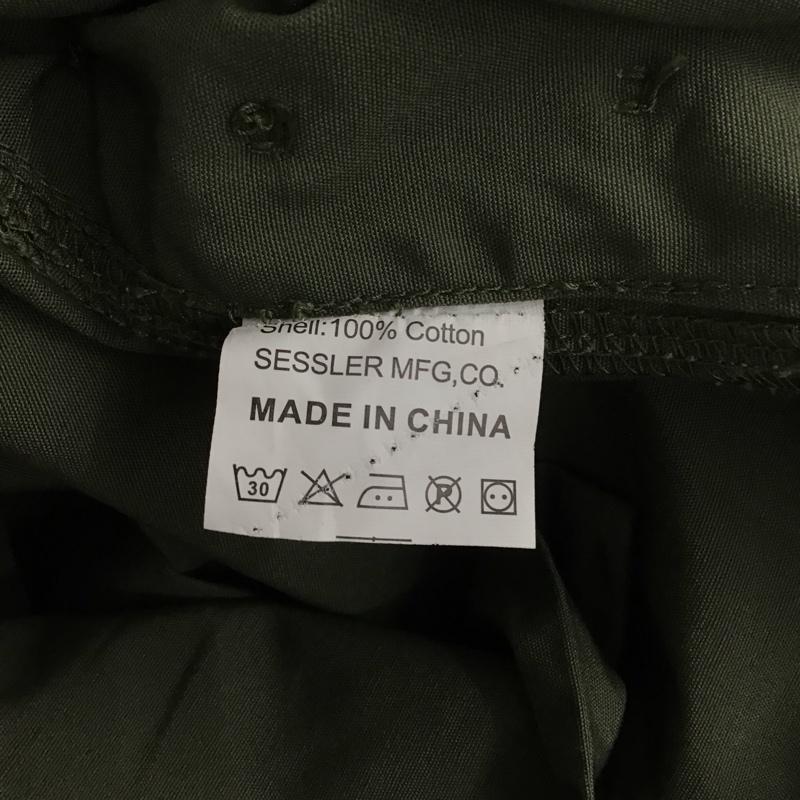 Shell:100% Cotton
SESSLER MFG,CO.
MADE IN CHINA
30
P